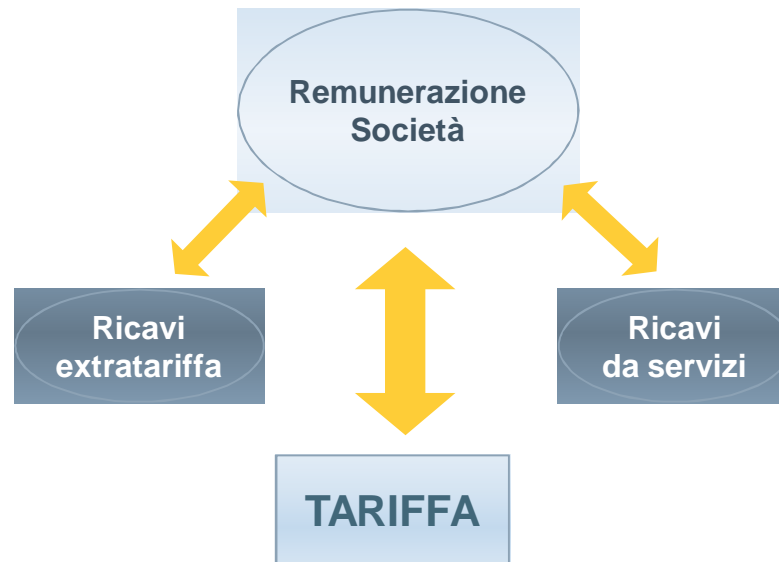 Remunerazione
Società
Ricavi
extratariffa
Ricavi
da servizi
TARIFFA